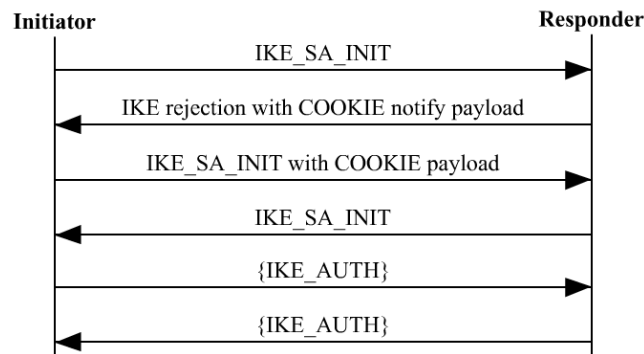 Initiator
Responder
IKE_SA_INIT
IKE rejection with COOKIE notify payload
IKE_SA_INIT with COOKIE payload
IKE_SA_INIT
{IKE_AUTH}
{IKE_AUTH}